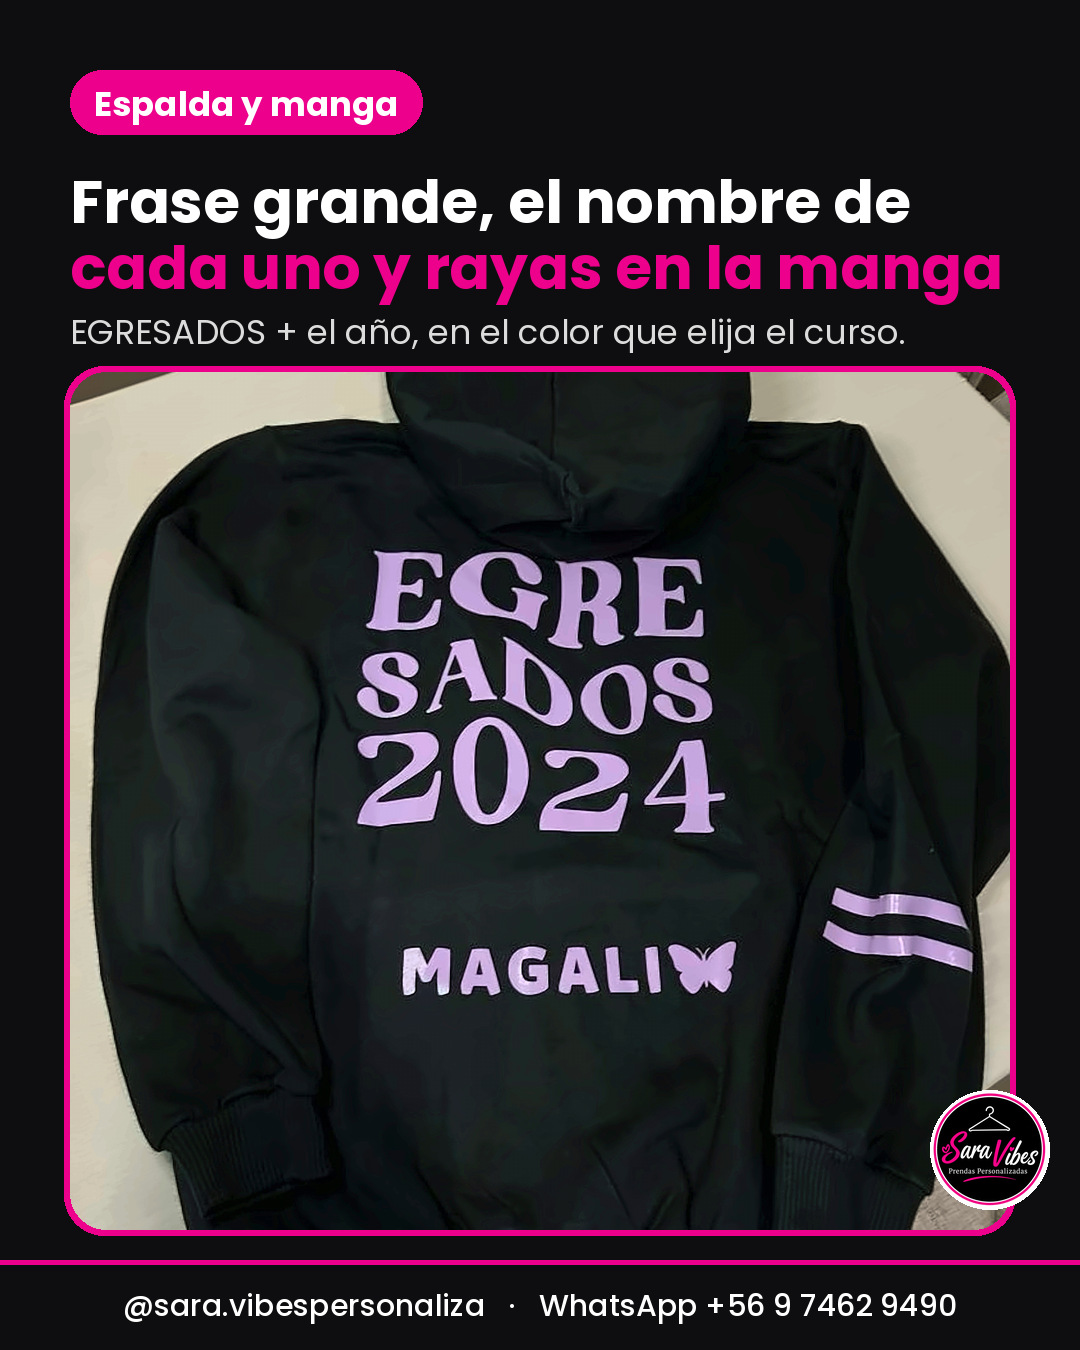 Espalda y manga
Frase grande, el nombre de
cada uno y rayas en la manga
EGRESADOS + el año, en el color que elija el curso.
EGRE
SADOS
2024
MAGALI
Sara Vibes
Prendas Personalizadas
@sara.vibespersonaliza · WhatsApp +56 9 7462 9490